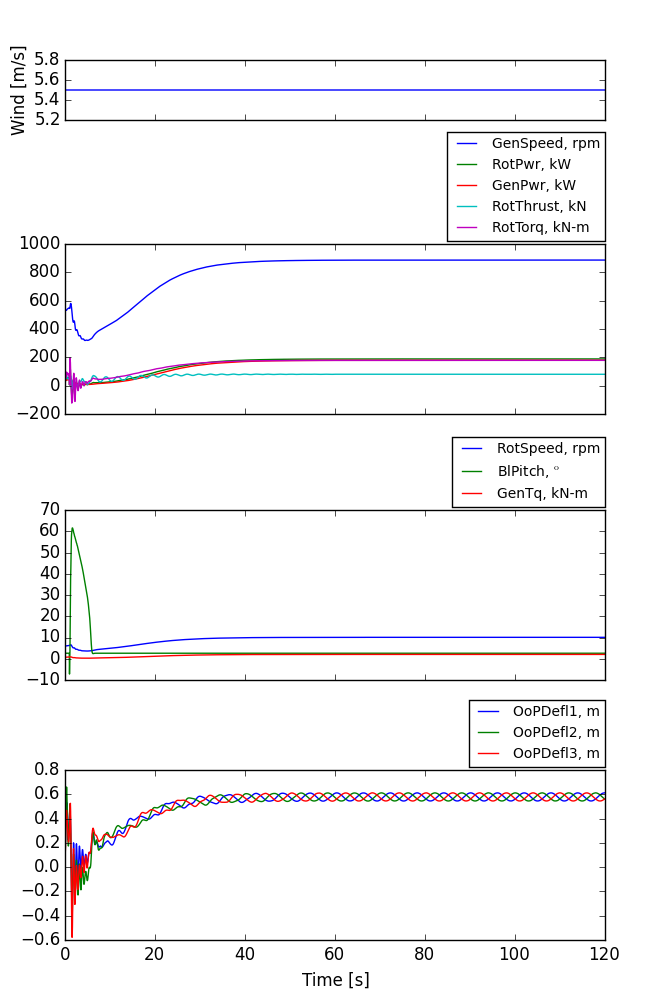 Wind [m/s]
5.8
5.6
5.4
5.2
GenSpeed, rpm
RotPwr, kW
GenPwr, kW
RotThrust, kN
RotTorq, kN-m
1000
800
600
400
200
0
−200
RotSpeed, rpm
BlPitch, °
GenTq, kN-m
70
60
50
40
30
20
10
0
−10
OoPDefl1, m
OoPDefl2, m
OoPDefl3, m
0.8
0.6
0.4
0.2
0.0
−0.2
−0.4
−0.6
0 20 40 60 80 100 120
Time [s]